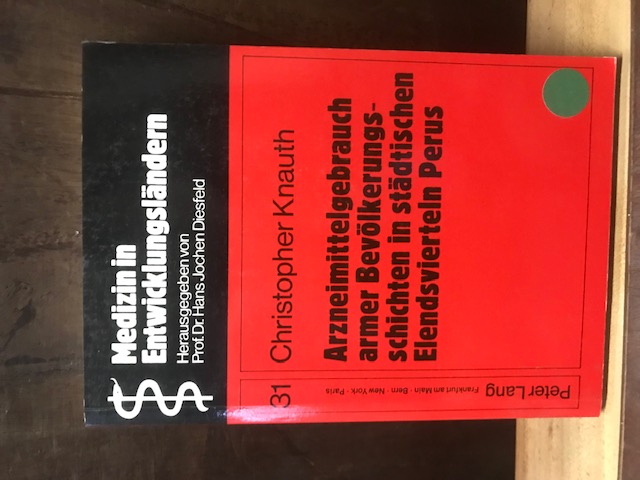 Medizin in
Entwicklungsländern
Herausgegeben von
Prof. Dr. Hans Jochen Diesfeld
31 Christopher Knauth
Arzneimittelgebrauch
armer Bevölkerungs-
schichten in städtischen
Elendsvierteln Perus
Peter Lang
Frankfurt am Main · Bern · New York · Paris